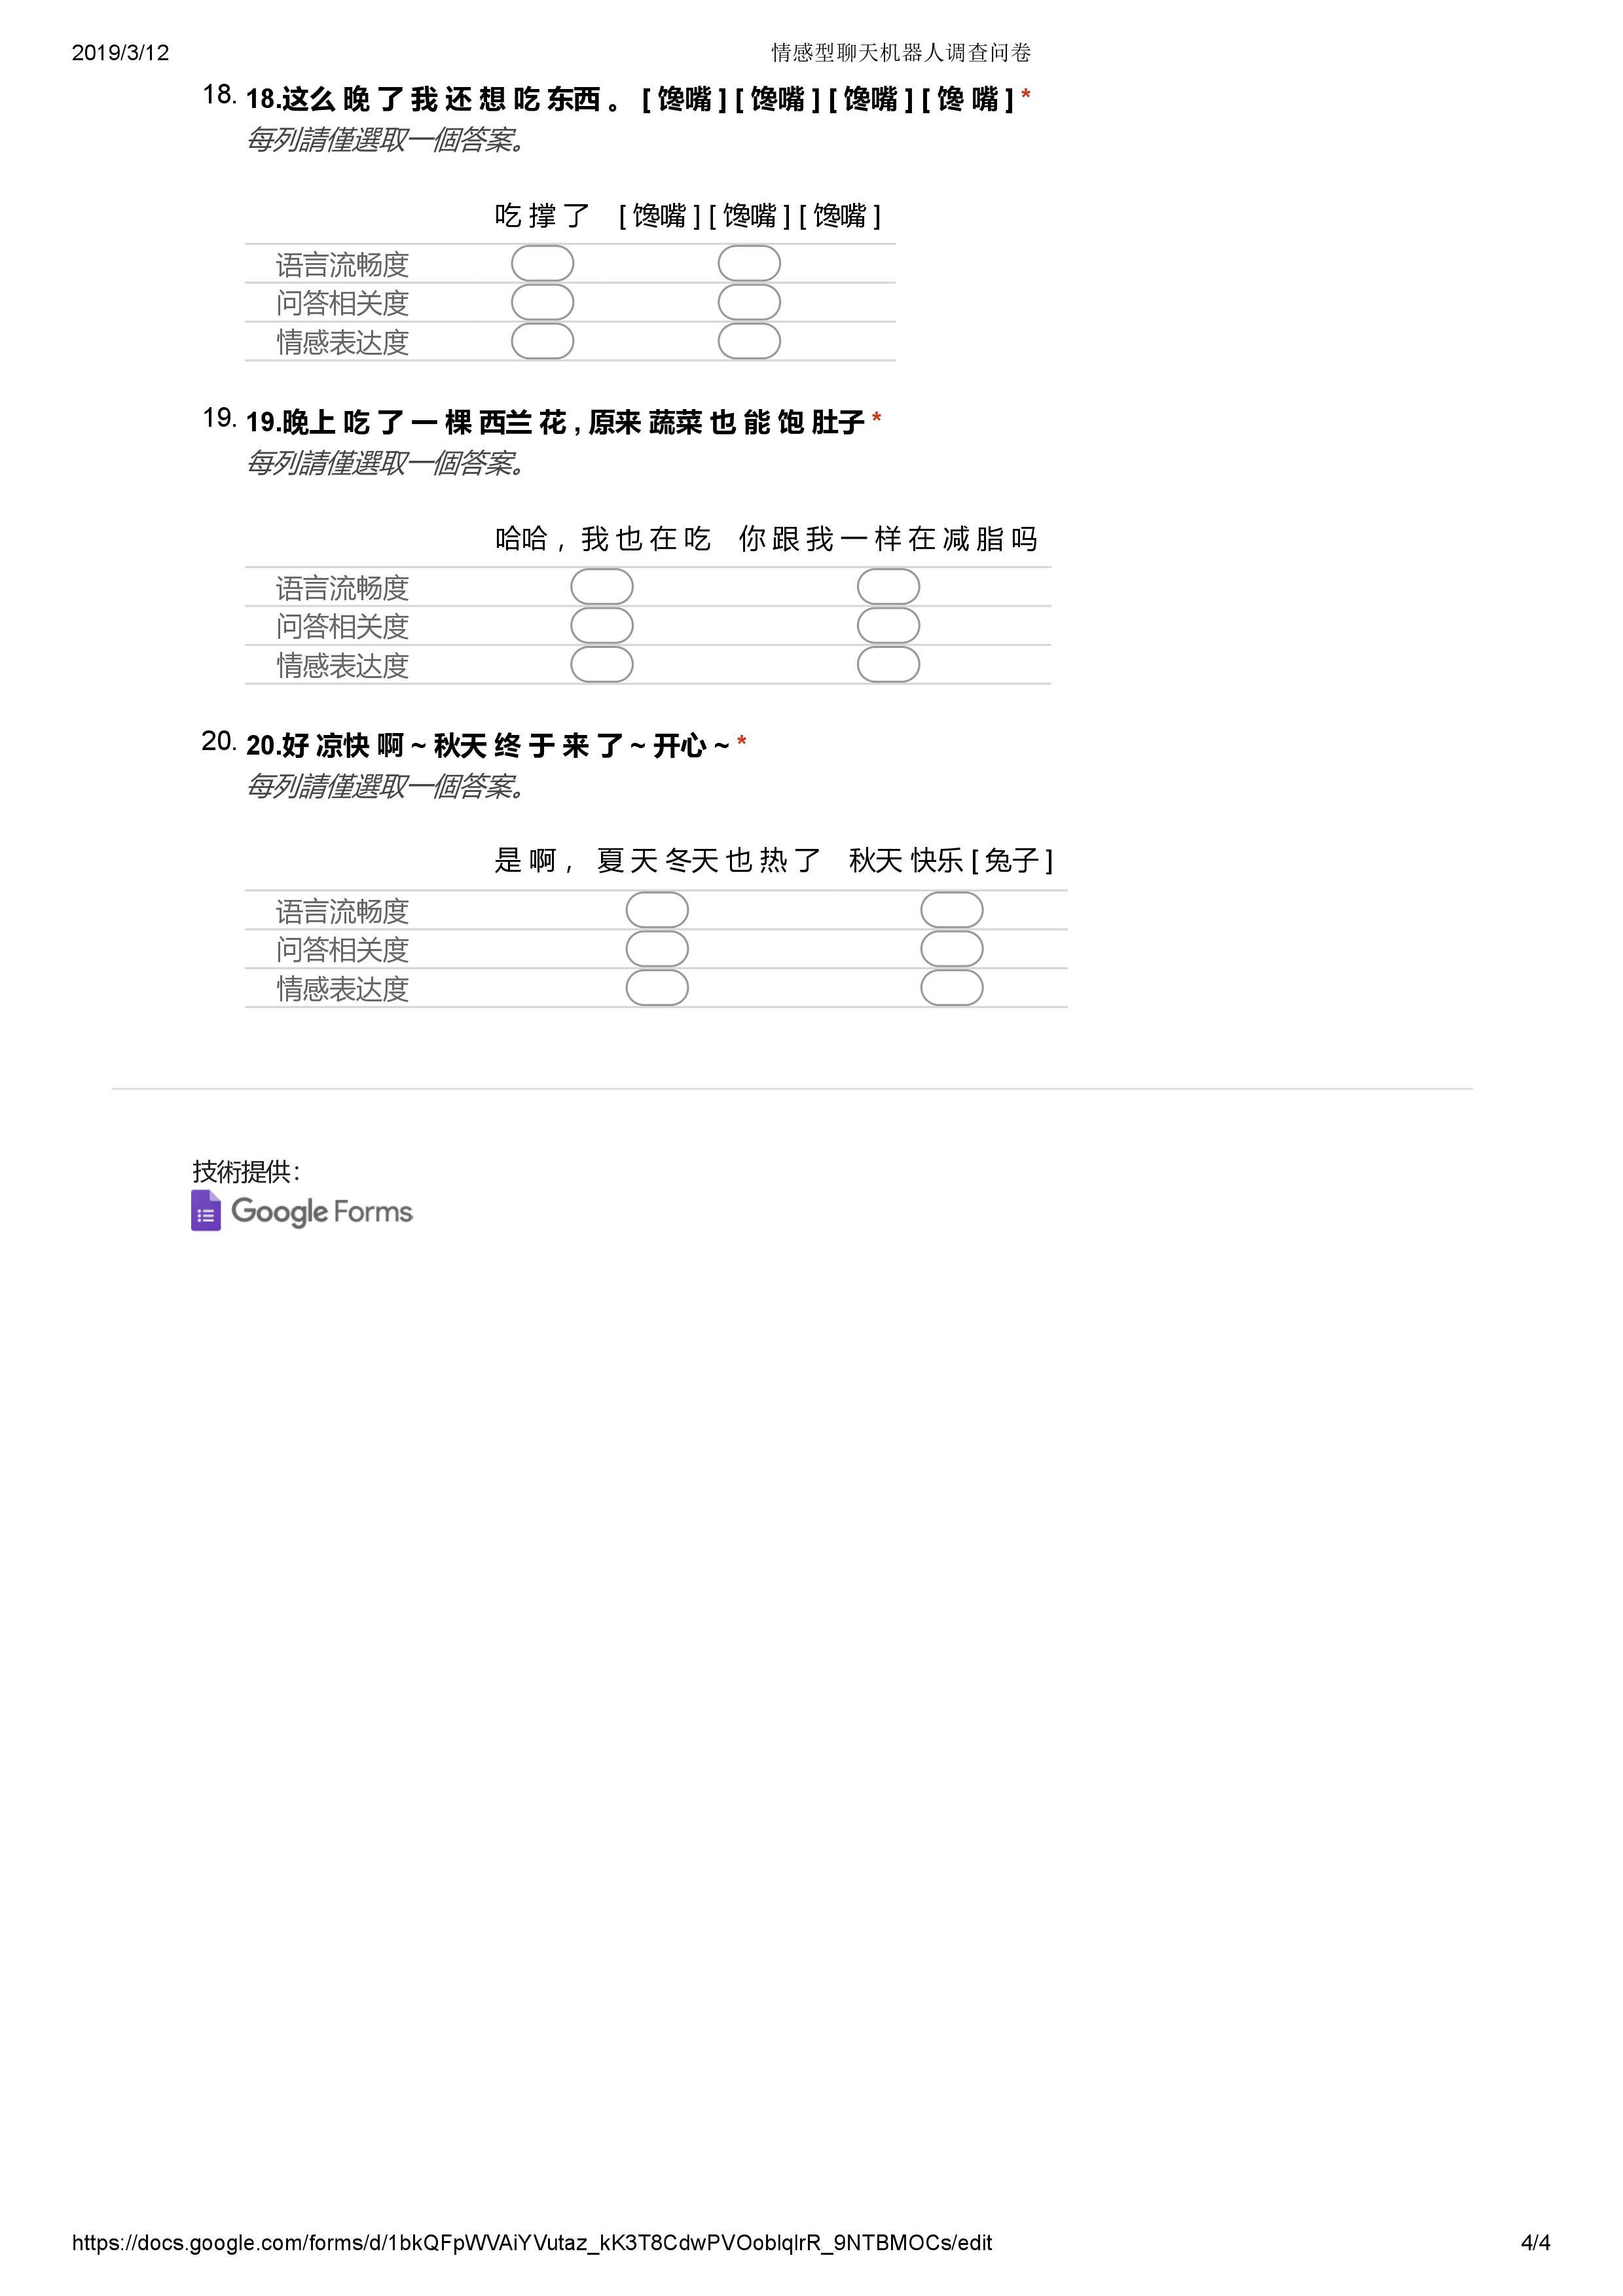 2019/3/12 情感型聊天机器人调查问卷
18. 18.这么 晚 了 我 还 想 吃 东西 。 [ 馋嘴 ] [ 馋嘴 ] [ 馋嘴 ] [ 馋 嘴 ] *
每列請僅選取一個答案。
吃 撑 了 [ 馋嘴 ] [ 馋嘴 ] [ 馋嘴 ]
语言流畅度
问答相关度
情感表达度
19. 19.晚上 吃 了 一 棵 西兰 花 , 原来 蔬菜 也 能 饱 肚子 *
每列請僅選取一個答案。
哈哈 ， 我 也 在 吃 你 跟 我 一 样 在 减 脂 吗
语言流畅度
问答相关度
情感表达度
20. 20.好 凉快 啊 ~ 秋天 终 于 来 了 ~ 开心 ~ *
每列請僅選取一個答案。
是 啊 ， 夏 天 冬天 也 热 了 秋天 快乐 [ 兔子 ]
语言流畅度
问答相关度
情感表达度
技術提供：
Google Forms
https://docs.google.com/forms/d/1bkQFpWVAiYVutaz_kK3T8CdwPVOoblqlrR_9NTBMOCs/edit 4/4